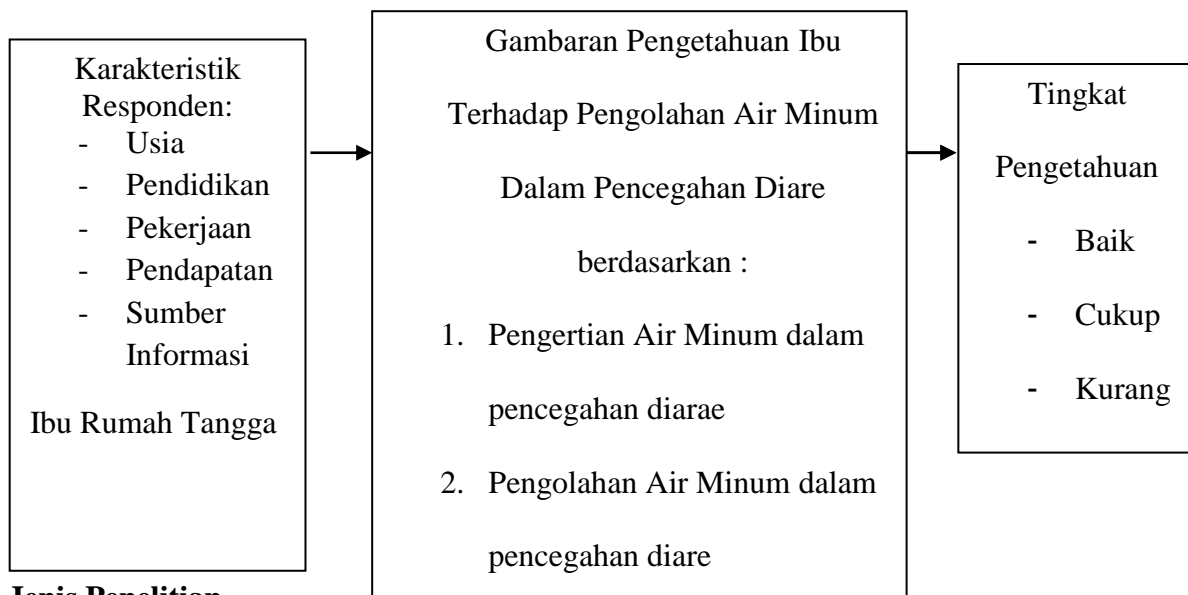 Karakteristik
Responden:
- Usia
- Pendidikan
- Pekerjaan
- Pendapatan
- Sumber
Informasi
Ibu Rumah Tangga
Gambaran Pengetahuan Ibu
Terhadap Pengolahan Air Minum
Dalam Pencegahan Diare
berdasarkan :
1. Pengertian Air Minum dalam
pencegahan diarae
2. Pengolahan Air Minum dalam
pencegahan diare
Tingkat
Pengetahuan
- Baik
- Cukup
- Kurang
Jenis Penelitian